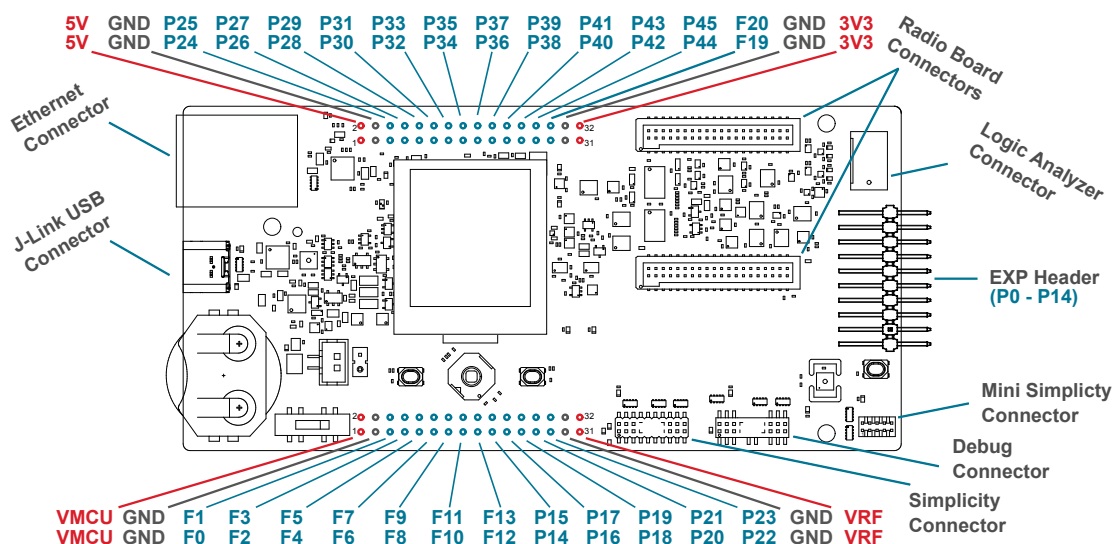 5V GND P25 P27 P29 P31 P33 P35 P37 P39 P41 P43 P45 F20 GND 3V3
5V GND P24 P26 P28 P30 P32 P34 P36 P38 P40 P42 P44 F19 GND 3V3
Radio Board
Connectors
Ethernet
Connector
2
1
32
31
Logic Analyzer
Connector
J-Link USB
Connector
EXP Header
(P0 - P14)
Mini Simplicty
Connector
2
1
32
31
Debug
Connector
Simplicity
Connector
VMCU GND F1 F3 F5 F7 F9 F11 F13 P15 P17 P19 P21 P23 GND VRF
VMCU GND F0 F2 F4 F6 F8 F10 F12 P14 P16 P18 P20 P22 GND VRF